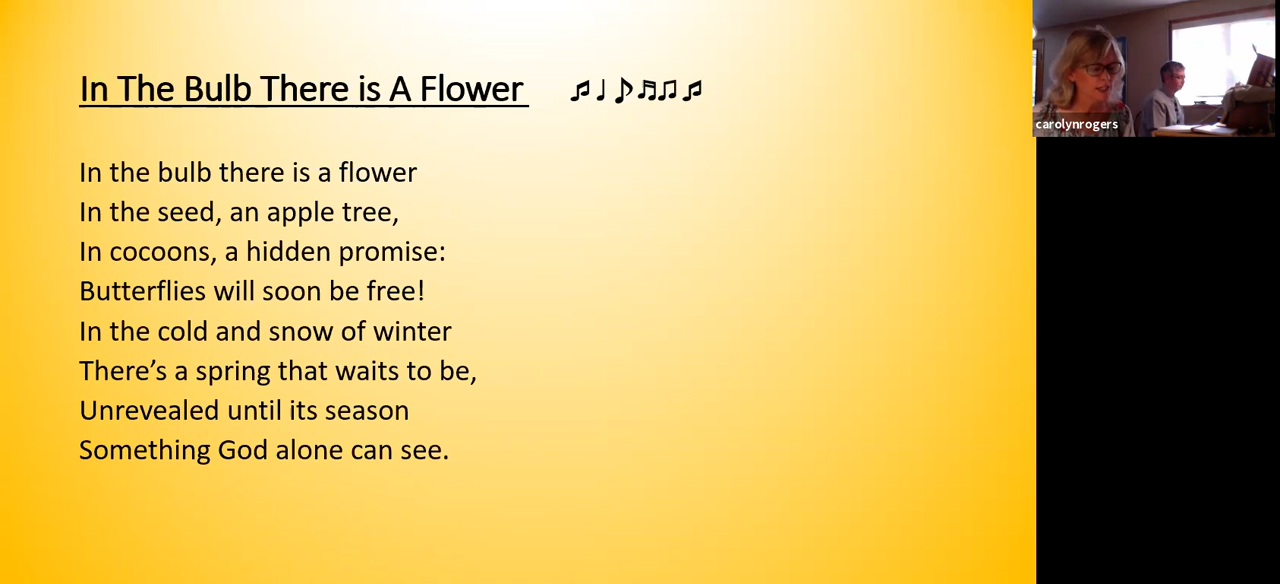 In The Bulb There is A Flower
In the bulb there is a flower
In the seed, an apple tree,
In cocoons, a hidden promise:
Butterflies will soon be free!
In the cold and snow of winter
There’s a spring that waits to be,
Unrevealed until its season
Something God alone can see.
carolynrogers